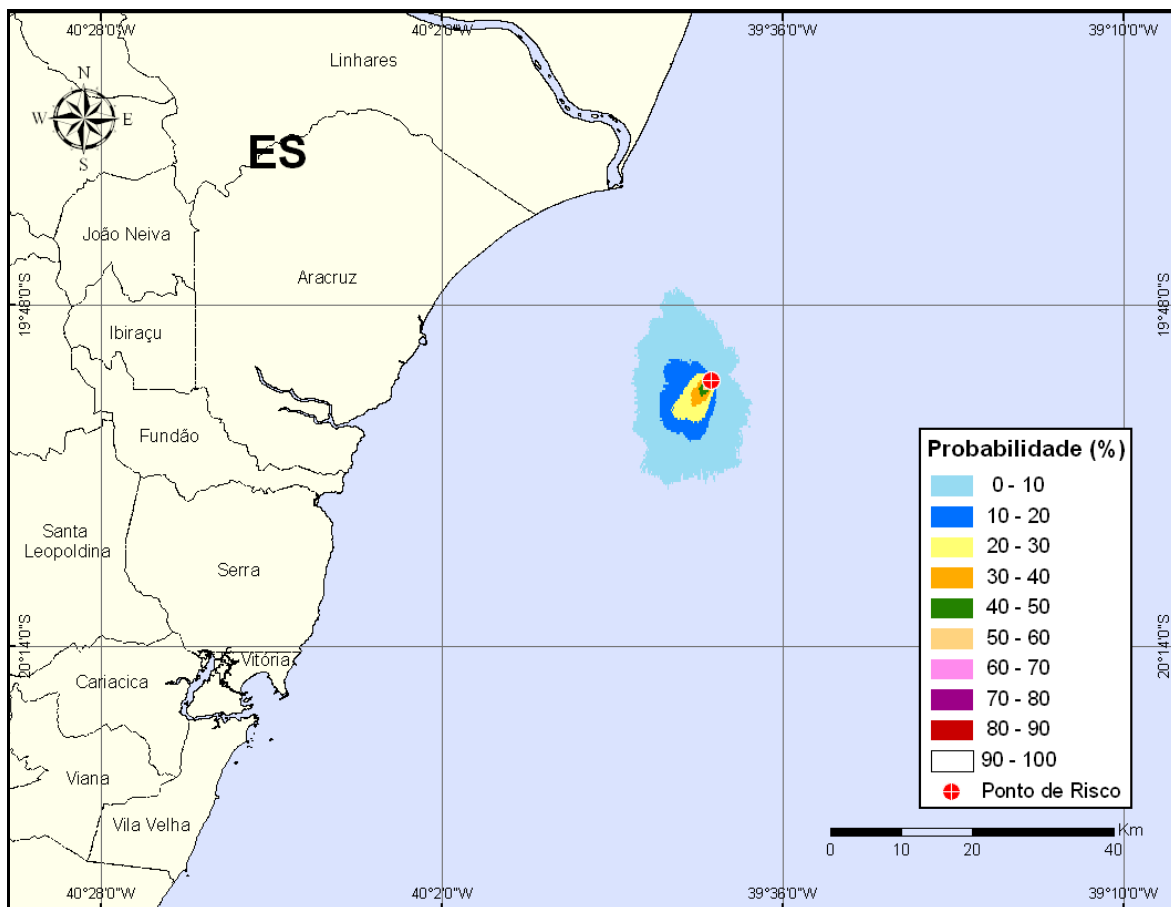 40°28'0"W
40°2'0"W
39°36'0"W
39°10'0"W
Linhares
N
W
E
S
ES
João Neiva
Aracruz
19°48'0"S
19°48'0"S
Ibiraçu
Fundão
Santa
Leopoldina
Serra
20°14'0"S
20°14'0"S
Vitória
Cariacica
Viana
Vila Velha
Probabilidade (%)
0 - 10
10 - 20
20 - 30
30 - 40
40 - 50
50 - 60
60 - 70
70 - 80
80 - 90
90 - 100
Ponto de Risco
Km
0 10 20 40
40°28'0"W
40°2'0"W
39°36'0"W
39°10'0"W